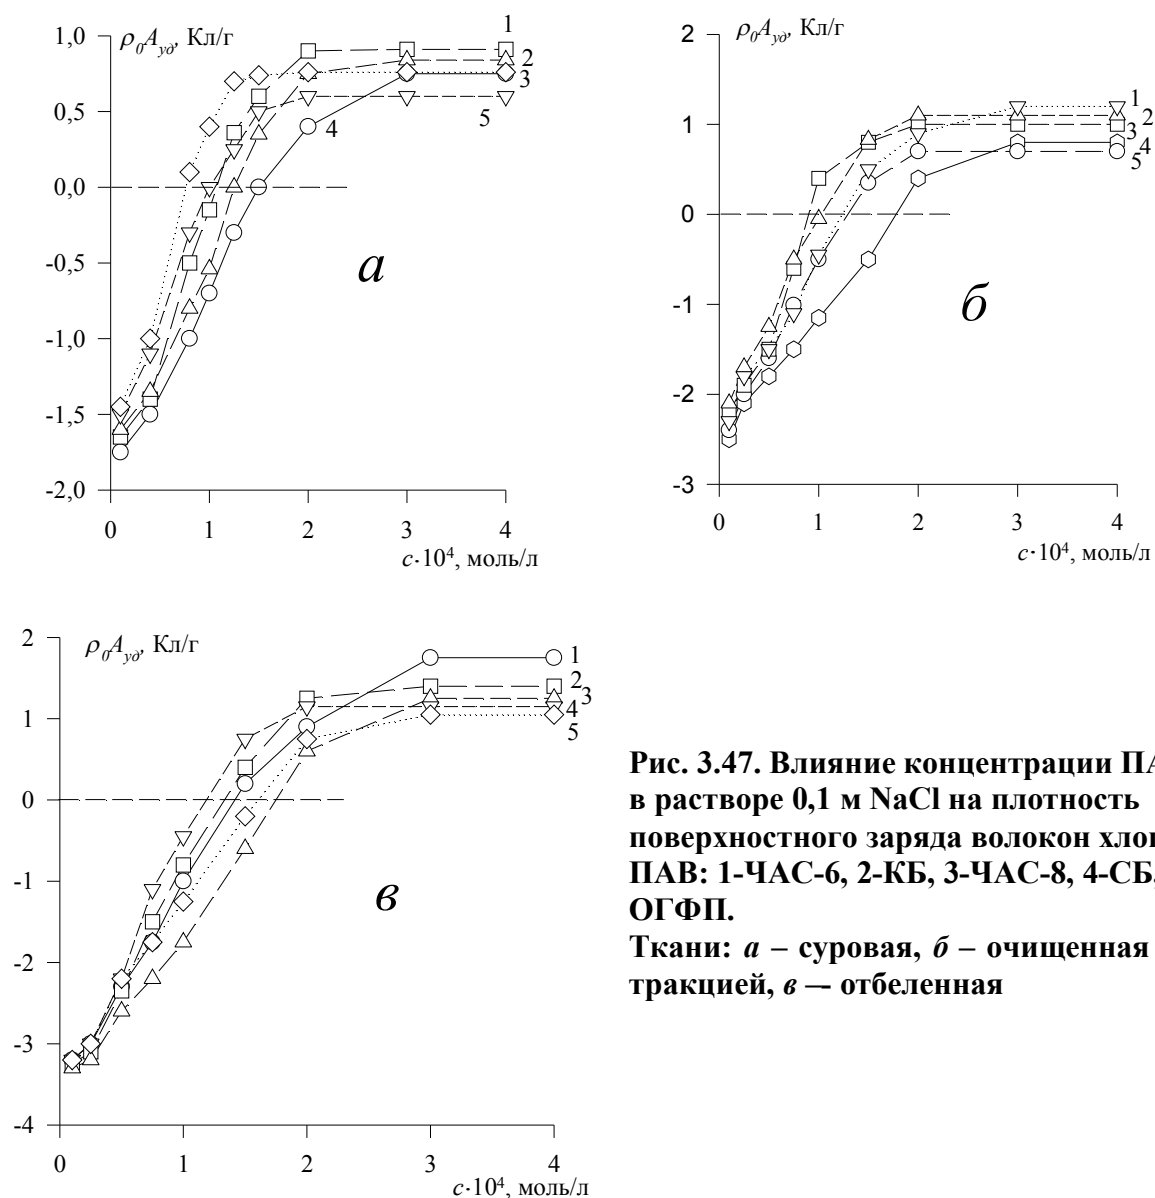 ρ₀Aуд, Кл/г
1,0
0,5
0,0
-0,5
-1,0
-1,5
-2,0
0 1 2 3 4
c·10⁴, моль/л
1
2
3
4
5
а
ρ₀Aуд, Кл/г
2
1
0
-1
-2
-3
0 1 2 3 4
c·10⁴, моль/л
1
2
3
4
5
б
ρ₀Aуд, Кл/г
2
1
0
-1
-2
-3
-4
0 1 2 3 4
c·10⁴, моль/л
1
2
3
4
5
в
Рис. 3.47. Влияние концентрации ПА
в растворе 0,1 м NaCl на плотность
поверхностного заряда волокон хлоп
ПАВ: 1-ЧАС-6, 2-КБ, 3-ЧАС-8, 4-СБ,
ОГФП.
Ткани: а – суровая, б – очищенная
тракцией, в — отбеленная